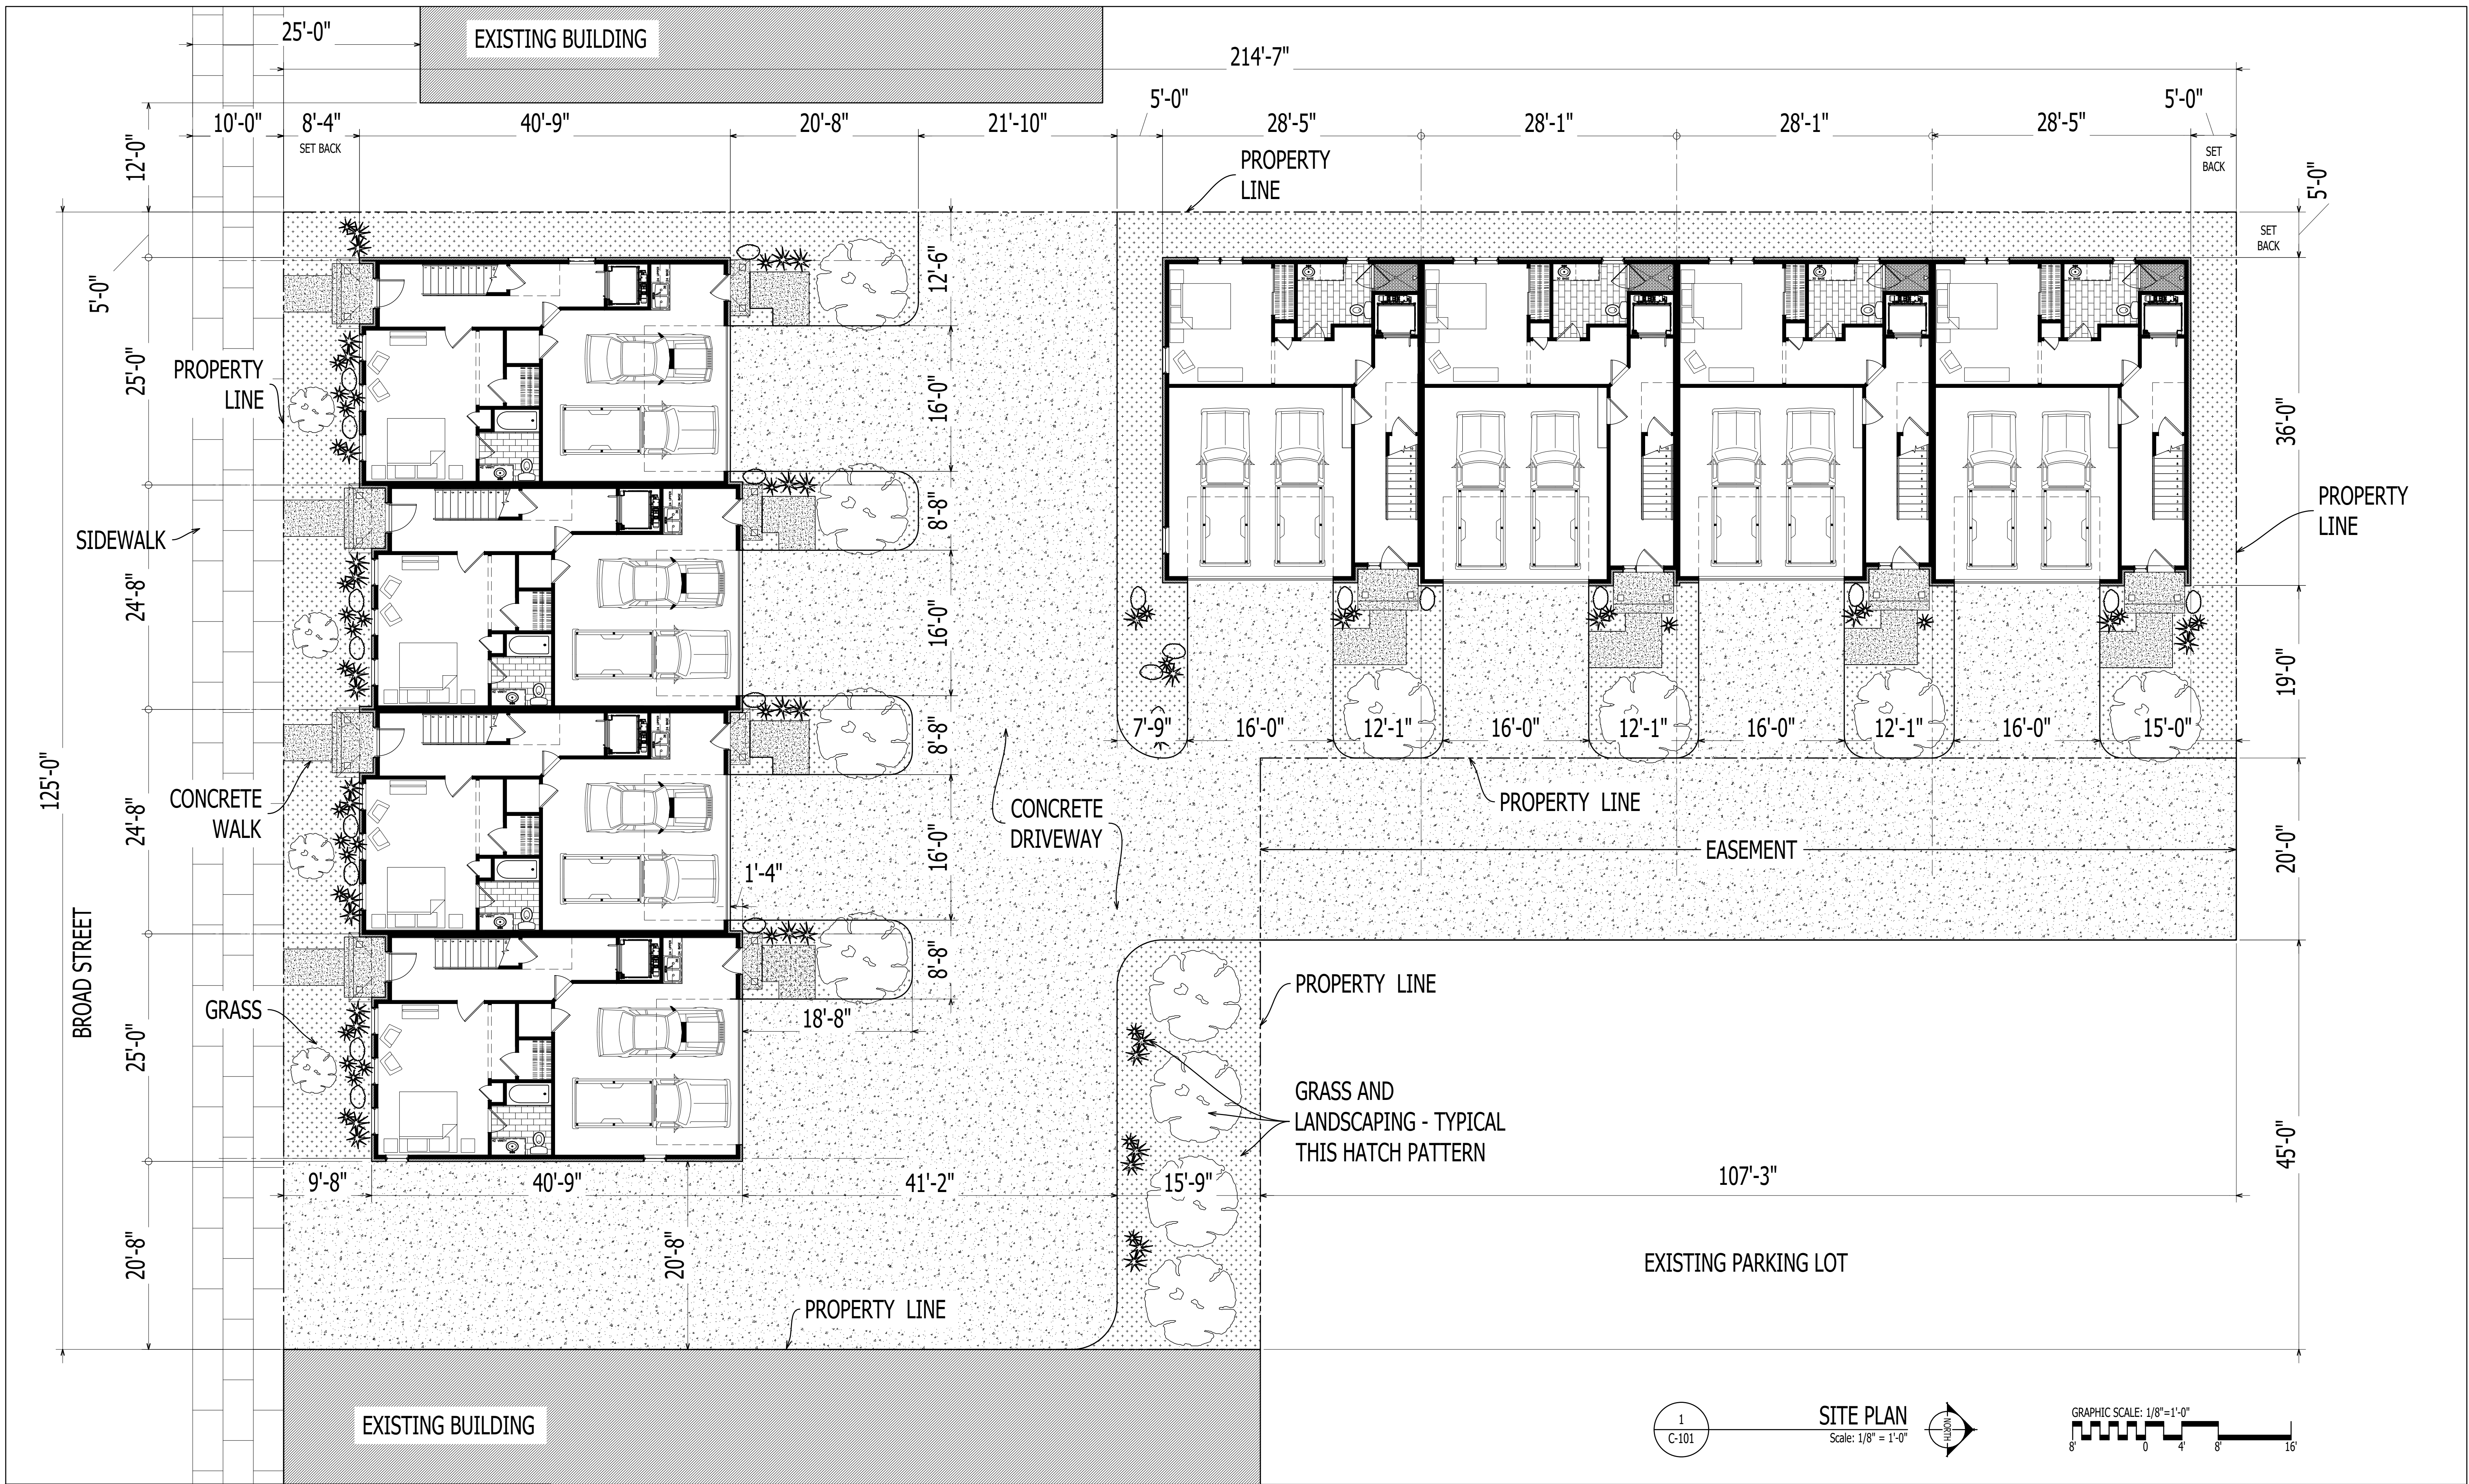 25'-0"
EXISTING BUILDING
214'-7"
5'-0"
5'-0"
10'-0"
8'-4"
SET BACK
40'-9"
20'-8"
21'-10"
28'-5"
28'-1"
28'-1"
28'-5"
SET
BACK
12'-0"
PROPERTY
LINE
5'-0"
SET
BACK
5'-0"
12'-6"
25'-0"
PROPERTY
LINE
16'-0"
36'-0"
8'-8"
PROPERTY
LINE
SIDEWALK
24'-8"
16'-0"
19'-0"
7'-9"
16'-0"
12'-1"
16'-0"
12'-1"
16'-0"
12'-1"
16'-0"
15'-0"
8'-8"
125'-0"
CONCRETE
WALK
24'-8"
CONCRETE
DRIVEWAY
PROPERTY LINE
16'-0"
EASEMENT
20'-0"
1'-4"
BROAD STREET
8'-8"
PROPERTY LINE
GRASS
18'-8"
25'-0"
GRASS AND
LANDSCAPING - TYPICAL
THIS HATCH PATTERN
45'-0"
9'-8"
40'-9"
41'-2"
15'-9"
107'-3"
20'-8"
20'-8"
EXISTING PARKING LOT
PROPERTY LINE
EXISTING BUILDING
1
C-101
SITE PLAN
Scale: 1/8" = 1'-0"
NORTH
GRAPHIC SCALE: 1/8"=1'-0"
8' 0 4' 8' 16'